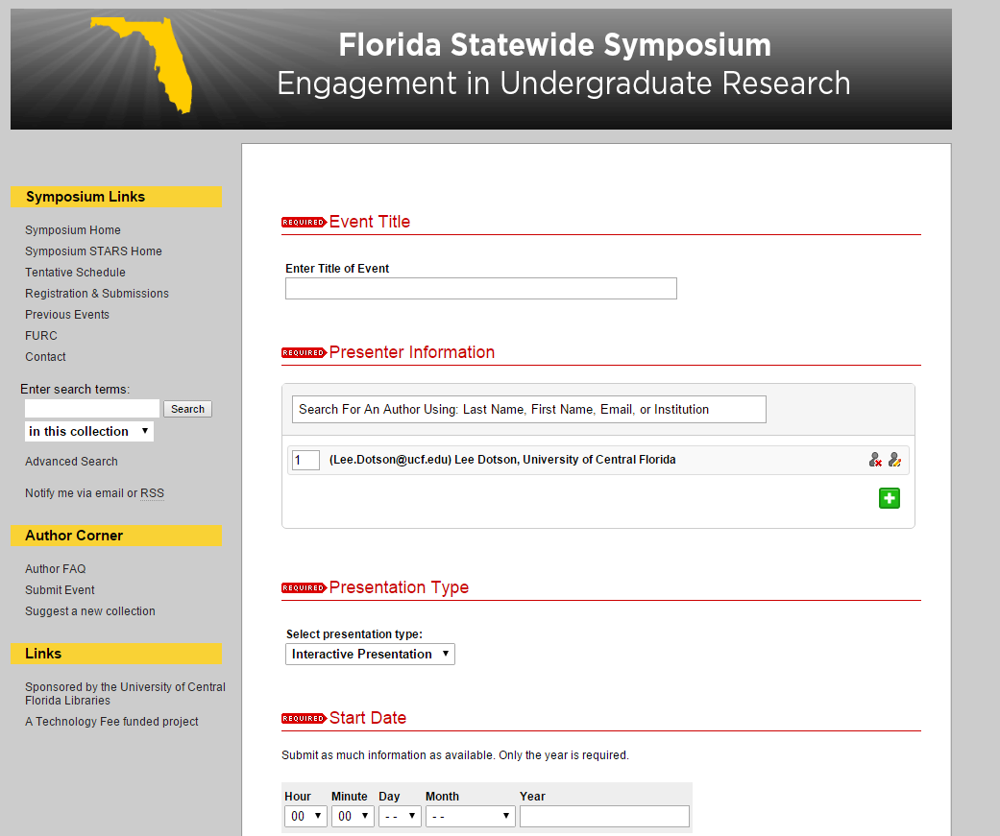 Florida Statewide Symposium
Engagement in Undergraduate Research
Symposium Links
Symposium Home
Symposium STARS Home
Tentative Schedule
Registration & Submissions
Previous Events
FURC
Contact
Enter search terms:
Search
in this collection
Advanced Search
Notify me via email or RSS
Author Corner
Author FAQ
Submit Event
Suggest a new collection
Links
Sponsored by the University of Central
Florida Libraries
A Technology Fee funded project
REQUIRED Event Title
Enter Title of Event
REQUIRED Presenter Information
Search For An Author Using: Last Name, First Name, Email, or Institution
1 (Lee.Dotson@ucf.edu) Lee Dotson, University of Central Florida
REQUIRED Presentation Type
Select presentation type:
Interactive Presentation
REQUIRED Start Date
Submit as much information as available. Only the year is required.
Hour Minute Day Month Year
00 00 - - - -